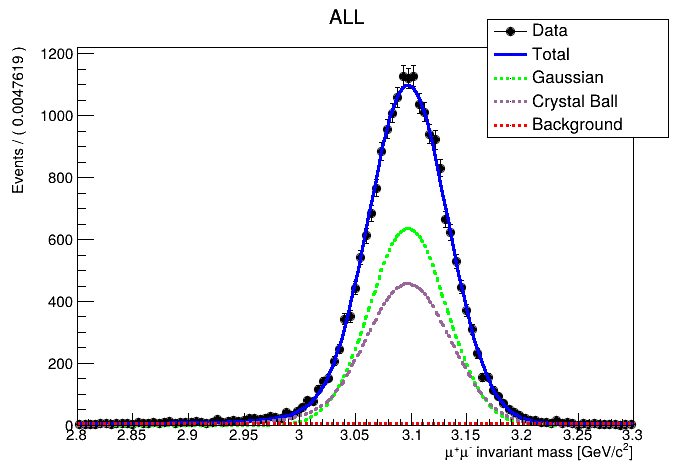 ALL
Data
Total
Gaussian
Crystal Ball
Background
Events / ( 0.0047619 )
1200
1000
800
600
400
200
0
2.8 2.85 2.9 2.95 3 3.05 3.1 3.15 3.2 3.25 3.3
μ⁺μ⁻ invariant mass [GeV/c²]